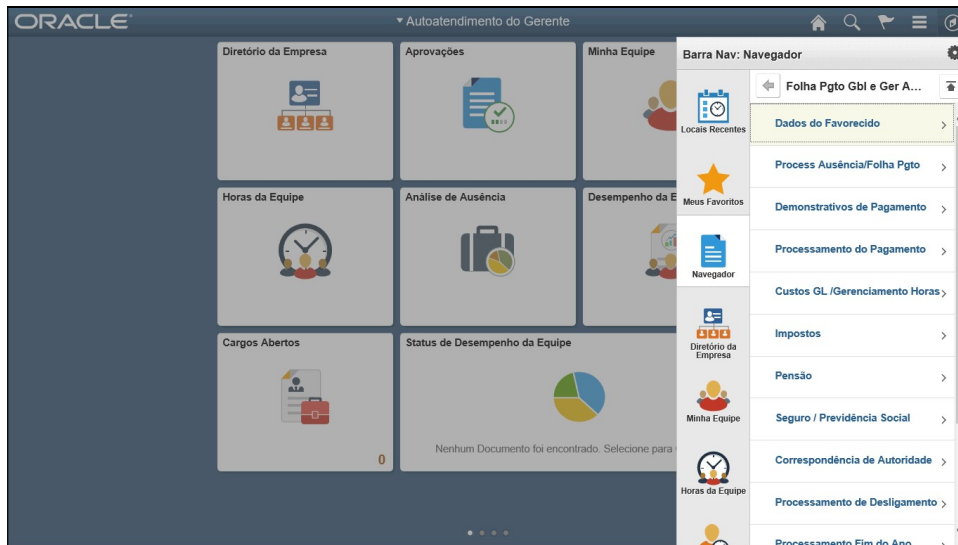 ORACLE
Autoatendimento do Gerente
Diretório da Empresa
Aprovações
Minha Equipe
Horas da Equipe
Análise de Ausência
Desempenho da E
Cargos Abertos
0
Status de Desempenho da Equipe
Nenhum Documento foi encontrado. Selecione para
Barra Nav: Navegador
Locais Recentes
Meus Favoritos
Navegador
Diretório da
Empresa
Minha Equipe
Horas da Equipe
Folha Pgto Gbl e Ger A...
Dados do Favorecido
Process Ausência/Folha Pgto
Demonstrativos de Pagamento
Processamento do Pagamento
Custos GL /Gerenciamento Horas
Impostos
Pensão
Seguro / Previdência Social
Correspondência de Autoridade
Processamento de Desligamento
Processamento Fim do Ano